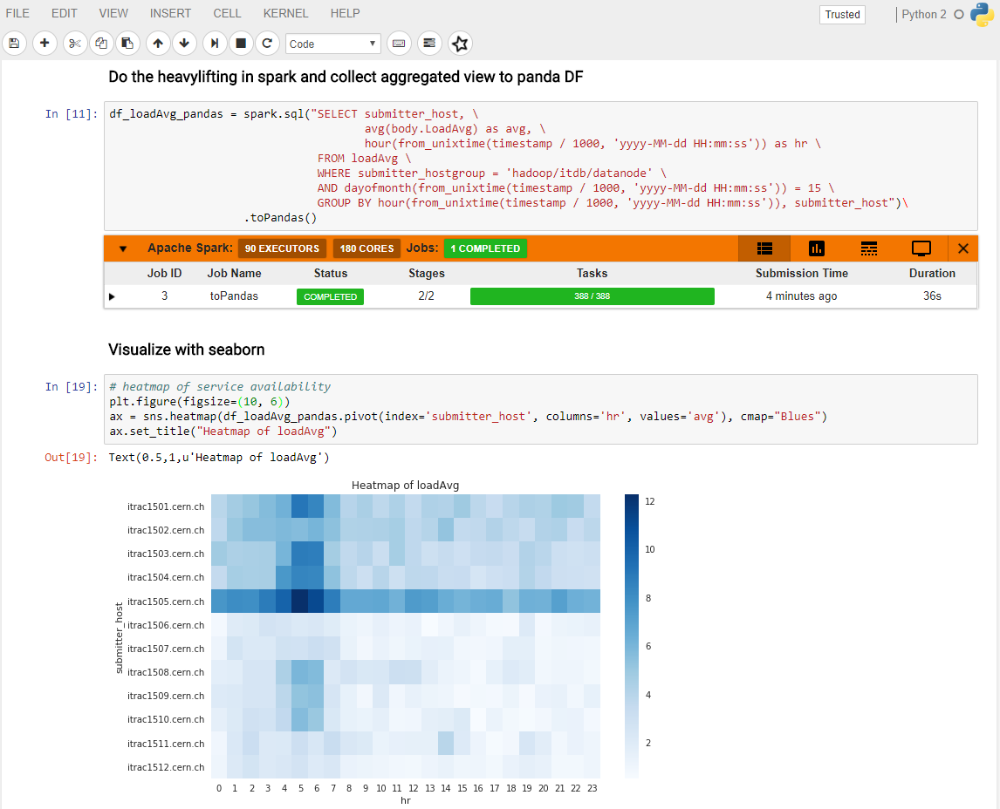 FILE EDIT VIEW INSERT CELL KERNEL HELP Trusted Python 2
Code
Do the heavylifting in spark and collect aggregated view to panda DF
In [11]: df_loadAvg_pandas = spark.sql("SELECT submitter_host, \
avg(body.LoadAvg) as avg, \
hour(from_unixtime(timestamp / 1000, 'yyyy-MM-dd HH:mm:ss')) as hr \
FROM loadAvg \
WHERE submitter_hostgroup = 'hadoop/itdb/datanode' \
AND dayofmonth(from_unixtime(timestamp / 1000, 'yyyy-MM-dd HH:mm:ss')) = 15 \
GROUP BY hour(from_unixtime(timestamp / 1000, 'yyyy-MM-dd HH:mm:ss')), submitter_host")\
.toPandas()
Apache Spark: 90 EXECUTORS 180 CORES Jobs: 1 COMPLETED
Job ID Job Name Status Stages Tasks Submission Time Duration
3 toPandas COMPLETED 2/2 388 / 388 4 minutes ago 36s
Visualize with seaborn
In [19]: # heatmap of service availability
plt.figure(figsize=(10, 6))
ax = sns.heatmap(df_loadAvg_pandas.pivot(index='submitter_host', columns='hr', values='avg'), cmap="Blues")
ax.set_title("Heatmap of loadAvg")
Out[19]: Text(0.5,1,u'Heatmap of loadAvg')
Heatmap of loadAvg
submitter_host
itrac1501.cern.ch
itrac1502.cern.ch
itrac1503.cern.ch
itrac1504.cern.ch
itrac1505.cern.ch
itrac1506.cern.ch
itrac1507.cern.ch
itrac1508.cern.ch
itrac1509.cern.ch
itrac1510.cern.ch
itrac1511.cern.ch
itrac1512.cern.ch
0 1 2 3 4 5 6 7 8 9 10 11 12 13 14 15 16 17 18 19 20 21 22 23
hr
12
10
8
6
4
2